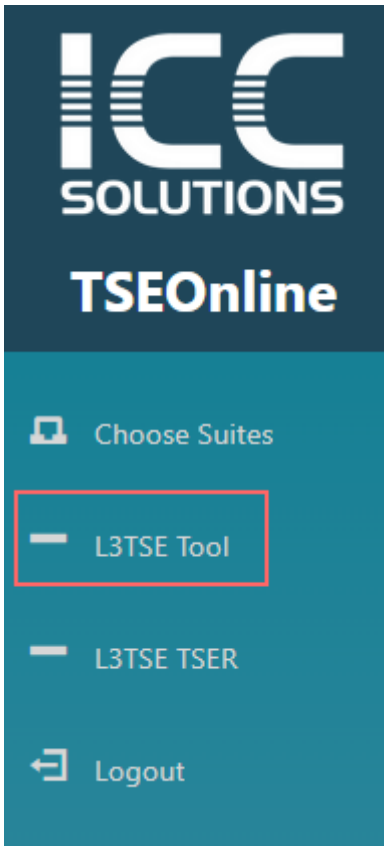 ICC
SOLUTIONS
TSEOnline
Choose Suites
L3TSE Tool
L3TSE TSER
Logout